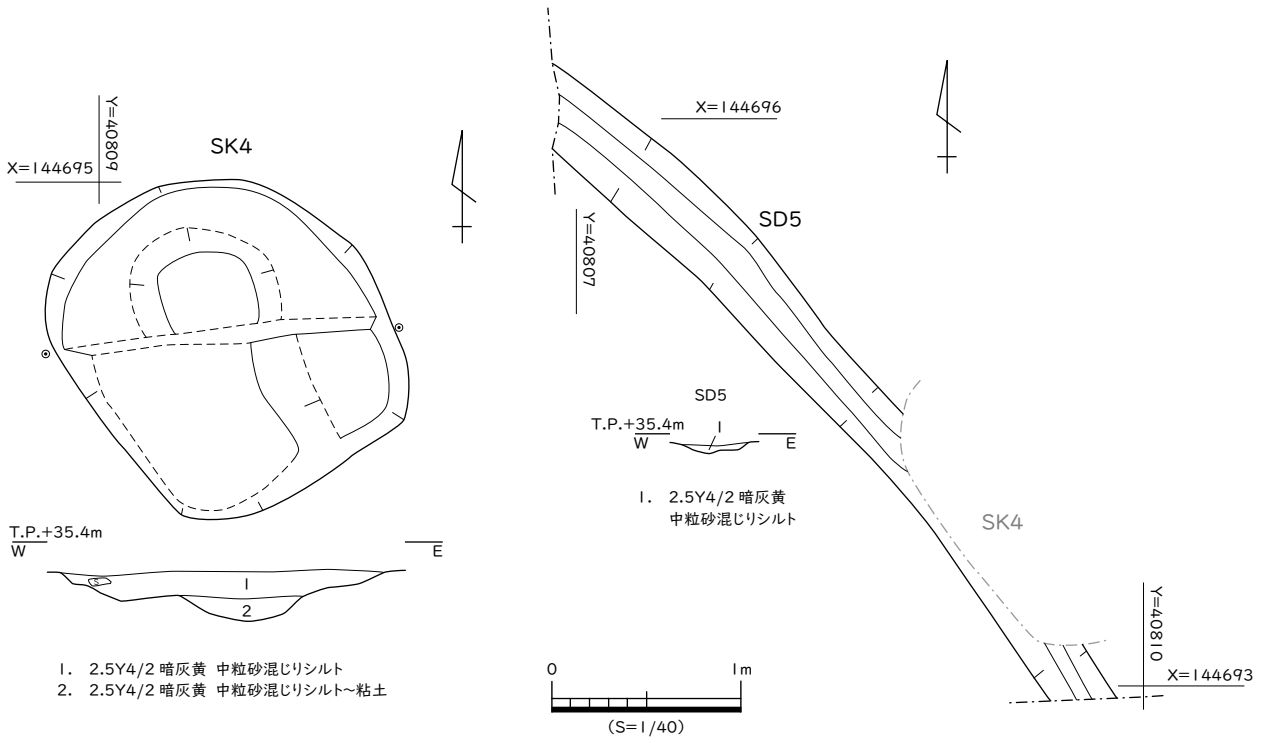 SK4
Y=40809
X=144695
T.P.+35.4m
W
E
S
1
2
1. 2.5Y4/2 暗灰黄 中粒砂混じりシルト
2. 2.5Y4/2 暗灰黄 中粒砂混じりシルト~粘土
X=144696
SD5
Y=40807
SD5
T.P.+35.4m
1
W
E
1. 2.5Y4/2 暗灰黄
中粒砂混じりシルト
SK4
Y=40810
X=144693
0
1m
(S=1/40)